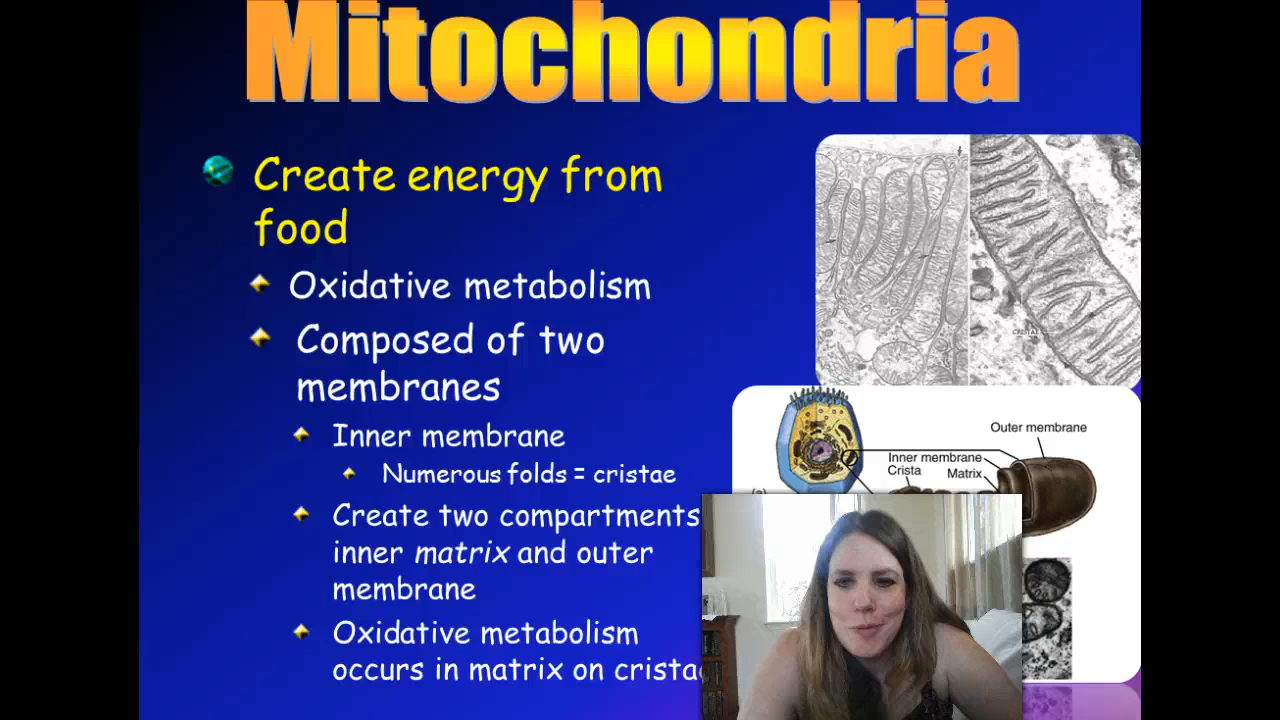 Mitochondria
Create energy from
food
Oxidative metabolism
Composed of two
membranes
Inner membrane
Numerous folds = cristae
Create two compartments
inner matrix and outer
membrane
Oxidative metabolism
occurs in matrix on
CRISTAE
Outer membrane
Inner membrane
Crista
Matrix